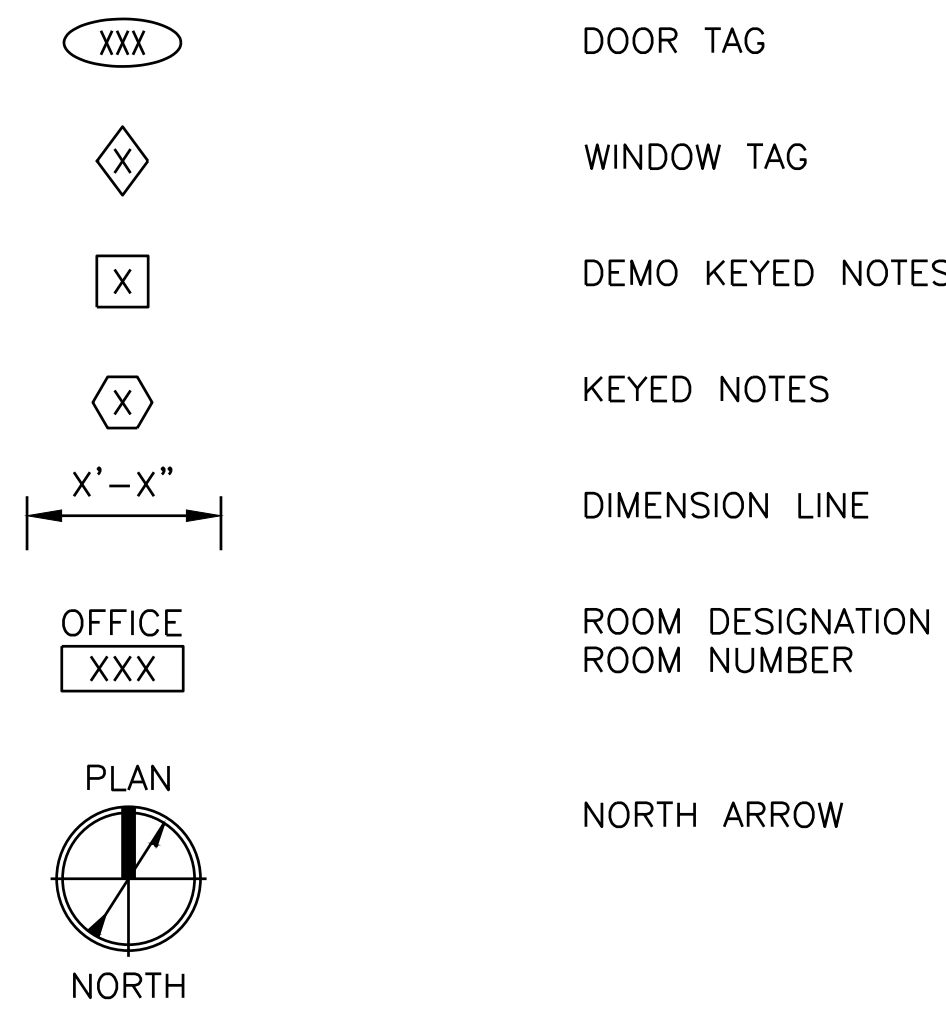 XXX DOOR TAG
X WINDOW TAG
X DEMO KEYED NOTES
X KEYED NOTES
X'-X"
DIMENSION LINE
OFFICE ROOM DESIGNATION
XXX ROOM NUMBER
PLAN
NORTH ARROW
NORTH